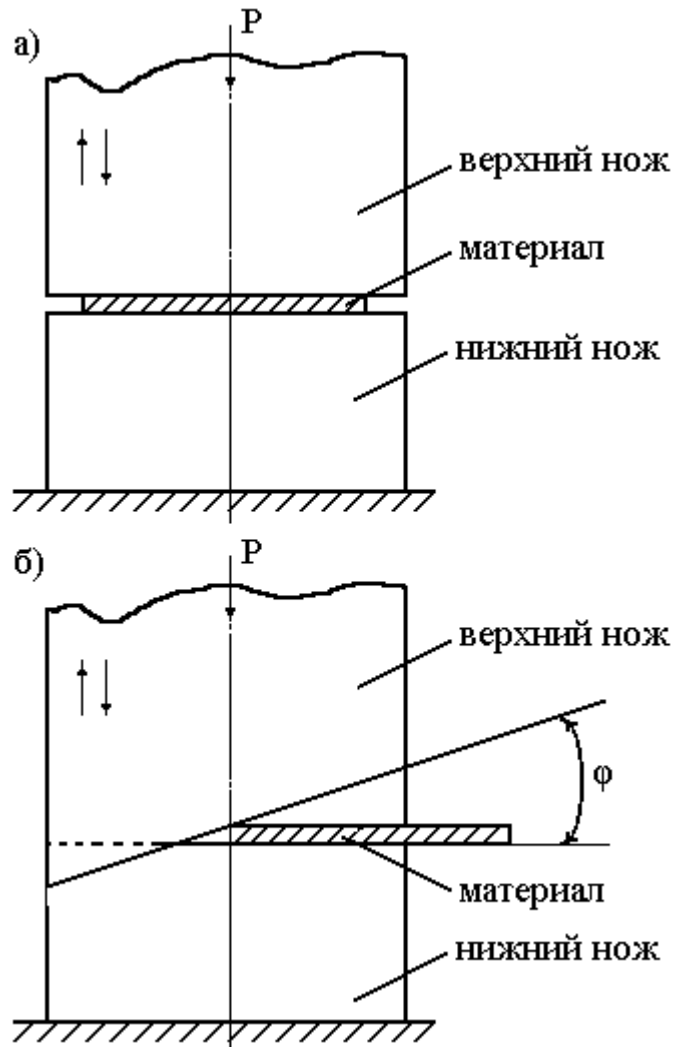 а)
P
верхний нож
материал
нижний нож
б)
P
верхний нож
φ
материал
нижний нож